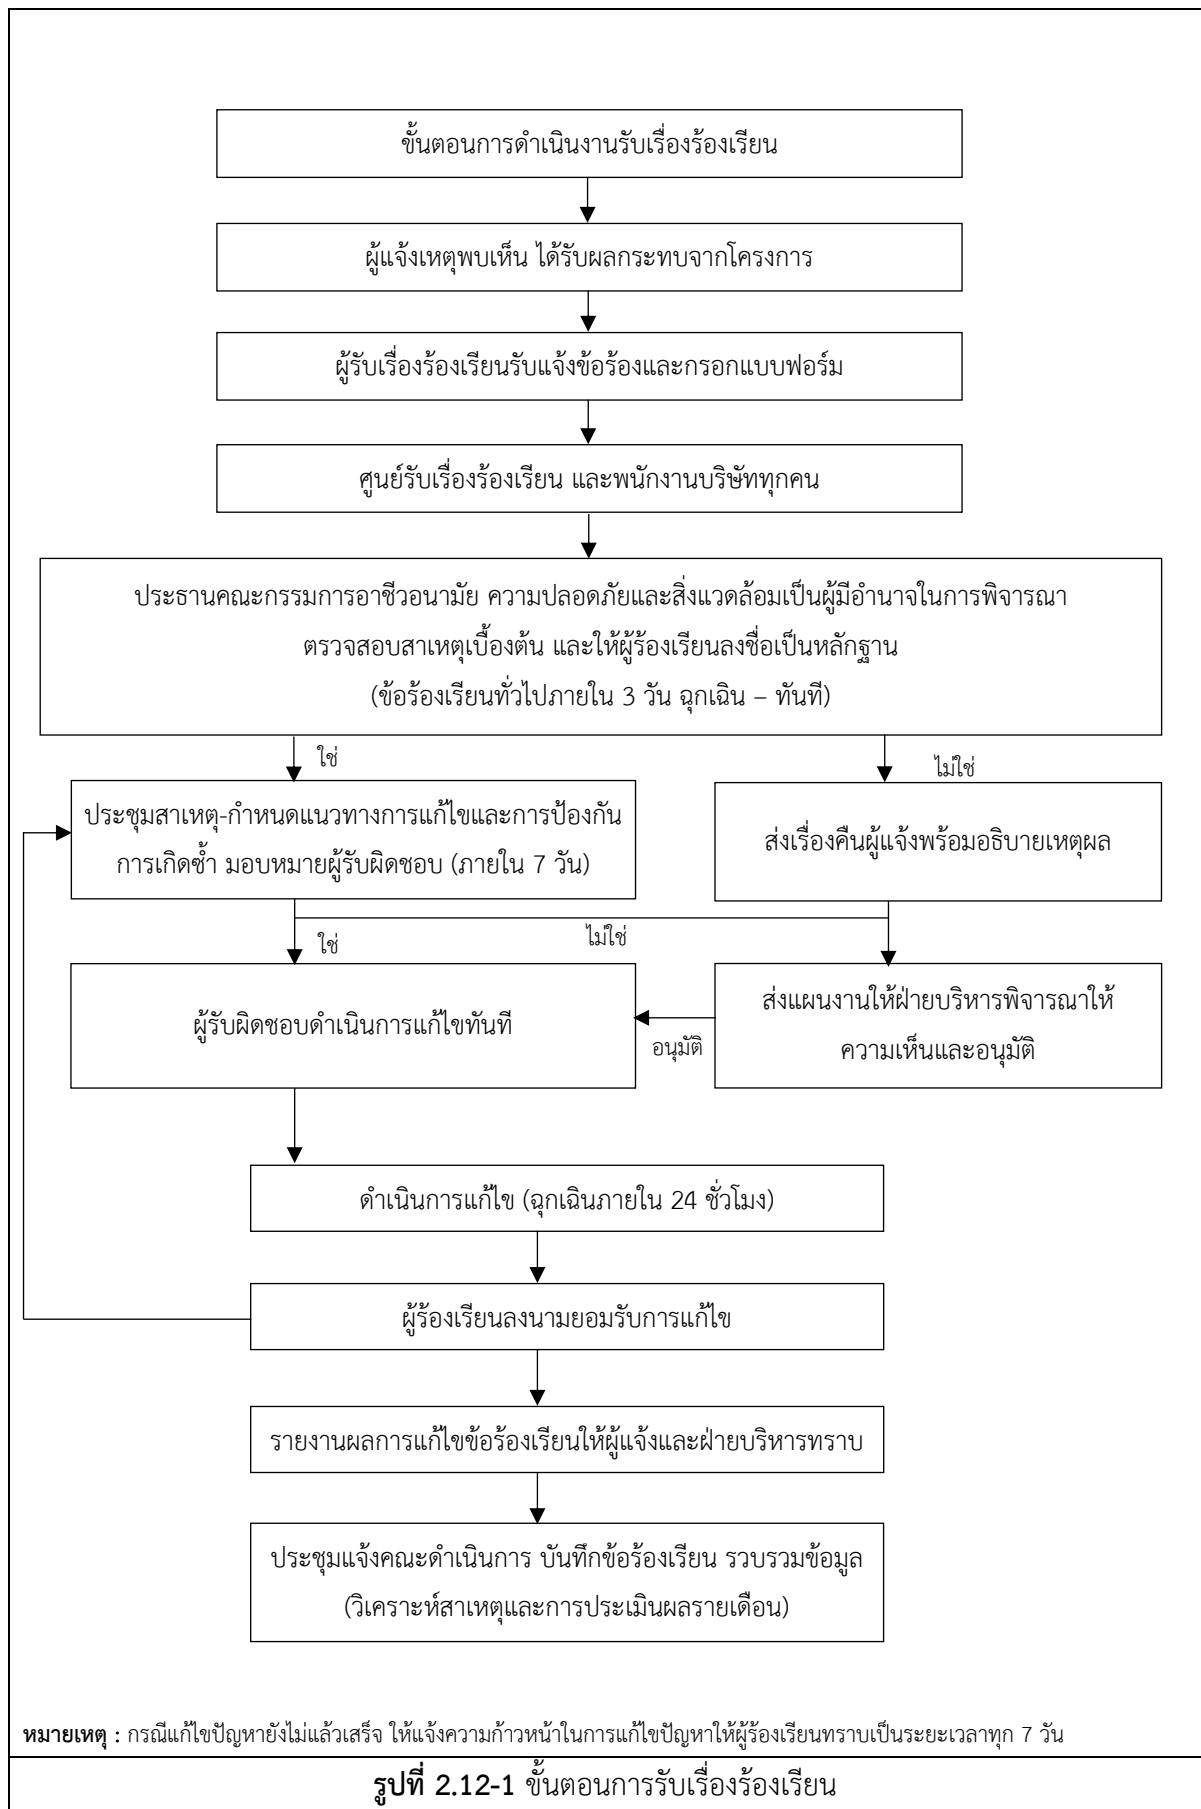 ขั้นตอนการดำเนินงานรับเรื่องร้องเรียน
ผู้แจ้งเหตุพบเห็น ได้รับผลกระทบจากโครงการ
ผู้รับเรื่องร้องเรียนรับแจ้งข้อร้องและกรอกแบบฟอร์ม
ศูนย์รับเรื่องร้องเรียน และพนักงานบริษัททุกคน
ประธานคณะกรรมการอาชีวอนามัย ความปลอดภัยและสิ่งแวดล้อมเป็นผู้มีอำนาจในการพิจารณา
ตรวจสอบสาเหตุเบื้องต้น และให้ผู้ร้องเรียนลงชื่อเป็นหลักฐาน
(ข้อร้องเรียนทั่วไปภายใน 3 วัน ฉุกเฉิน – ทันที)
ใช่
ไม่ใช่
ประชุมสาเหตุ-กำหนดแนวทางการแก้ไขและการป้องกัน
การเกิดซ้ำ มอบหมายผู้รับผิดชอบ (ภายใน 7 วัน)
ส่งเรื่องคืนผู้แจ้งพร้อมอธิบายเหตุผล
ใช่
ไม่ใช่
ผู้รับผิดชอบดำเนินการแก้ไขทันที
อนุมัติ
ส่งแผนงานให้ฝ่ายบริหารพิจารณาให้
ความเห็นและอนุมัติ
ดำเนินการแก้ไข (ฉุกเฉินภายใน 24 ชั่วโมง)
ผู้ร้องเรียนลงนามยอมรับการแก้ไข
รายงานผลการแก้ไขข้อร้องเรียนให้ผู้แจ้งและฝ่ายบริหารทราบ
ประชุมแจ้งคณะดำเนินการ บันทึกข้อร้องเรียน รวบรวมข้อมูล
(วิเคราะห์สาเหตุและการประเมินผลรายเดือน)
หมายเหตุ : กรณีแก้ไขปัญหายังไม่แล้วเสร็จ ให้แจ้งความก้าวหน้าในการแก้ไขปัญหาให้ผู้ร้องเรียนทราบเป็นระยะเวลาทุก 7 วัน
รูปที่ 2.12-1 ขั้นตอนการรับเรื่องร้องเรียน